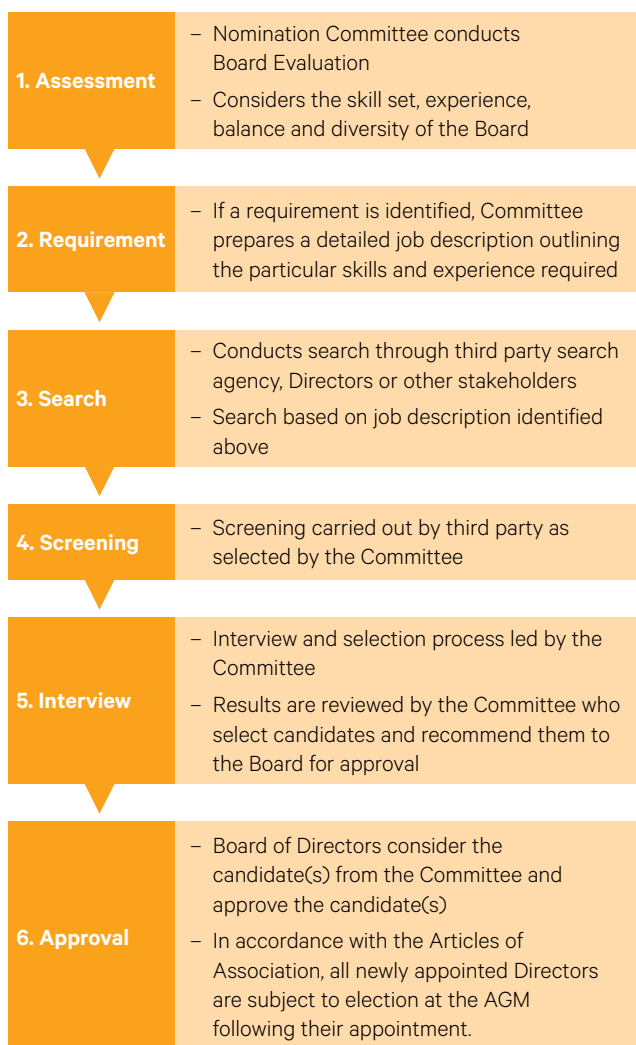 1. Assessment
– Nomination Committee conducts
Board Evaluation
– Considers the skill set, experience,
balance and diversity of the Board
2. Requirement
– If a requirement is identified, Committee
prepares a detailed job description outlining
the particular skills and experience required
3. Search
– Conducts search through third party search
agency, Directors or other stakeholders
– Search based on job description identified
above
4. Screening
– Screening carried out by third party as
selected by the Committee
5. Interview
– Interview and selection process led by the
Committee
– Results are reviewed by the Committee who
select candidates and recommend them to
the Board for approval
6. Approval
– Board of Directors consider the
candidate(s) from the Committee and
approve the candidate(s)
– In accordance with the Articles of
Association, all newly appointed Directors
are subject to election at the AGM
following their appointment.